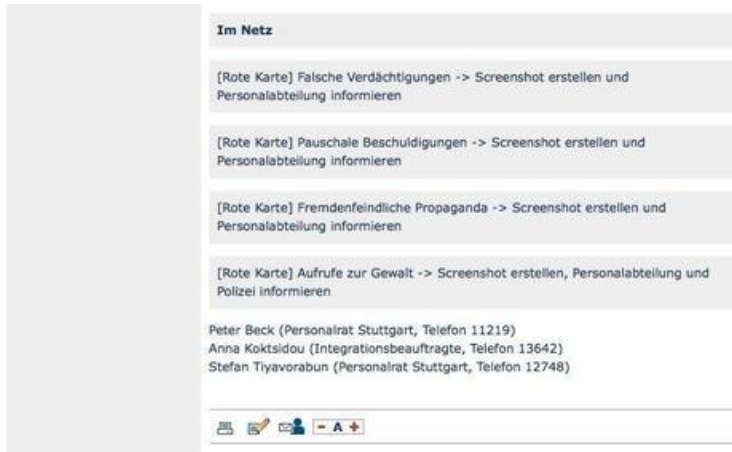 Im Netz
[Rote Karte] Falsche Verdächtigungen -> Screenshot erstellen und
Personalabteilung informieren
[Rote Karte] Pauschale Beschuldigungen -> Screenshot erstellen und
Personalabteilung informieren
[Rote Karte] Fremdenfeindliche Propaganda -> Screenshot erstellen und
Personalabteilung informieren
[Rote Karte] Aufrufe zur Gewalt -> Screenshot erstellen, Personalabteilung und
Polizei informieren
Peter Beck (Personalrat Stuttgart, Telefon 11219)
Anna Koktsidou (Integrationsbeauftragte, Telefon 13642)
Stefan Tiyavorabun (Personalrat Stuttgart, Telefon 12748)
- A +